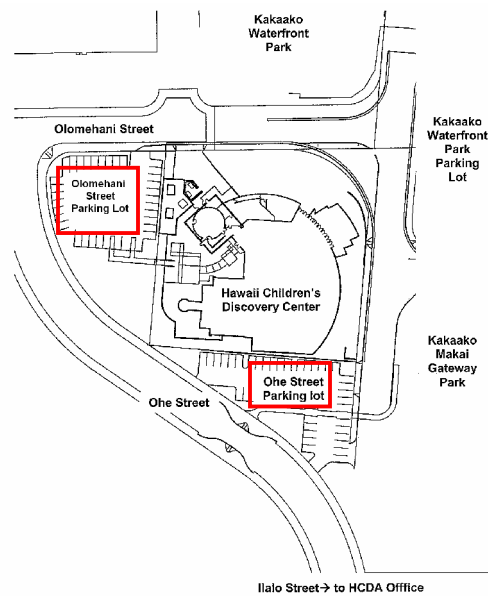 Kakaako
Waterfront
Park
Olomehani Street
Kakaako
Waterfront
Park
Parking
Lot
Olomehani
Street
Parking Lot
Hawaii Children's
Discovery Center
Kakaako
Makai
Gateway
Park
Ohe Street
Parking lot
Ohe Street
Ilalo Street→ to HCDA Offfice